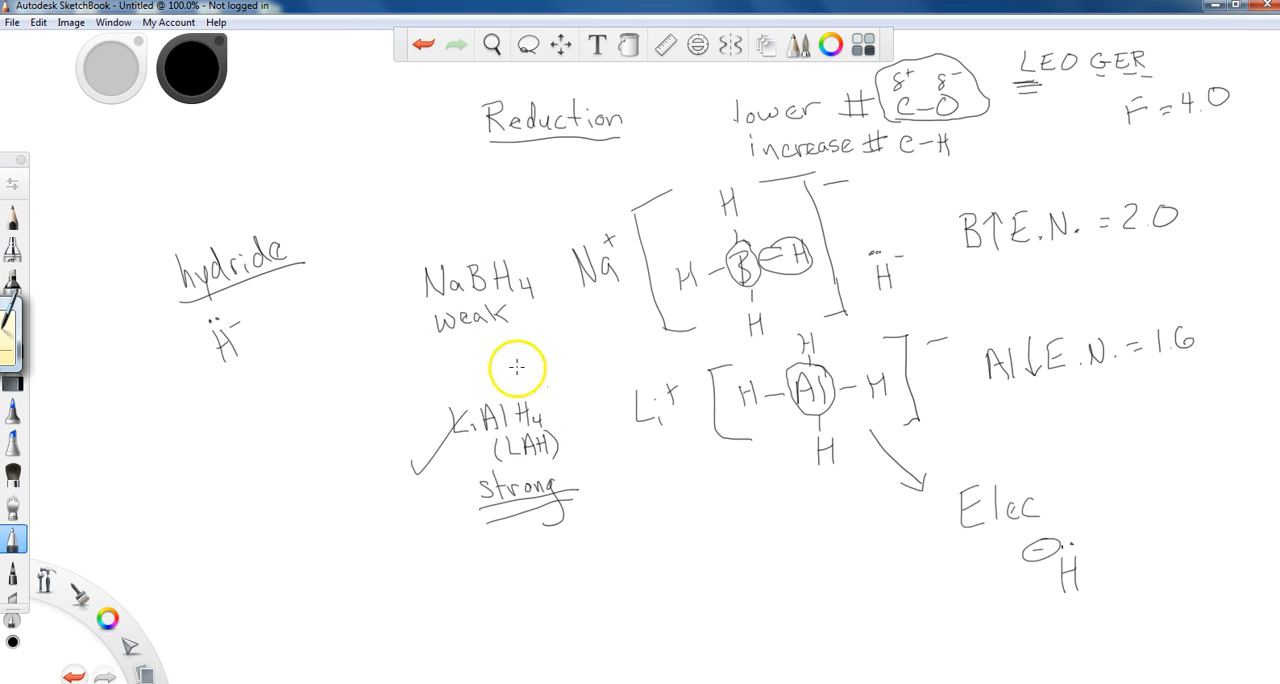 Autodesk SketchBook - Untitled @ 100.0% - Not logged in
File Edit Image Window My Account Help
T
LEO GER
F = 4.0
Reduction
lower # C-O
δ+ δ-
increase # C-H
hydride
H:-
NaBH4
weak
Na+ [ H B H H H ]-
H:-
B↑ E.N. = 2.0
LiAlH4
(LAH)
strong
Li+ [ H H-Al-H H ]-
Al↓ E.N. = 1.6
Elec
-:H